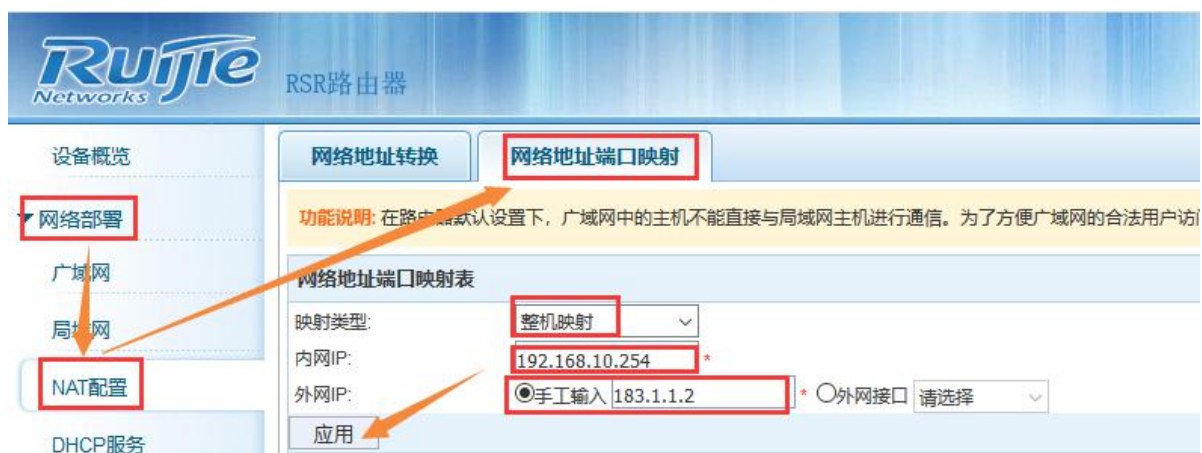 Ruijie
Networks
RSR路由器
设备概览
网络部署
广域网
局域网
NAT配置
DHCP服务
网络地址转换 网络地址端口映射
功能说明: 在路由器默认设置下，广域网中的主机不能直接与局域网主机进行通信。为了方便广域网的合法用户访
网络地址端口映射表
映射类型: 整机映射
内网IP: 192.168.10.254 *
外网IP: 手工输入 183.1.1.2 * 外网接口 请选择
应用